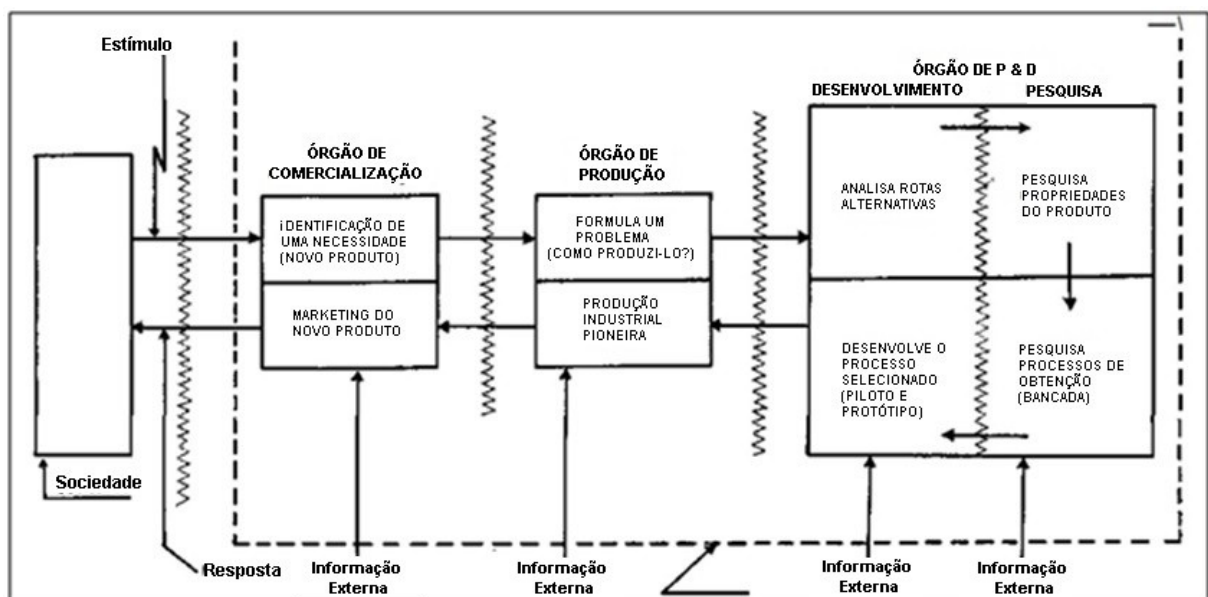 Estímulo
ÓRGÃO DE P & D
DESENVOLVIMENTO
PESQUISA
ÓRGÃO DE
COMERCIALIZAÇÃO
ÓRGÃO DE
PRODUÇÃO
IDENTIFICAÇÃO DE
UMA NECESSIDADE
(NOVO PRODUTO)
FORMULA UM
PROBLEMA
(COMO PRODUZI-LO?)
ANALISA ROTAS
ALTERNATIVAS
PESQUISA
PROPRIEDADES
DO PRODUTO
MARKETING DO
NOVO PRODUTO
PRODUÇÃO
INDUSTRIAL
PIONEIRA
DESENVOLVE O
PROCESSO
SELECIONADO
(PILOTO E
PROTÓTIPO)
PESQUISA
PROCESSOS DE
OBTENÇÃO
(BANCADA)
Sociedade
Resposta
Informação
Externa
Informação
Externa
Informação
Externa
Informação
Externa